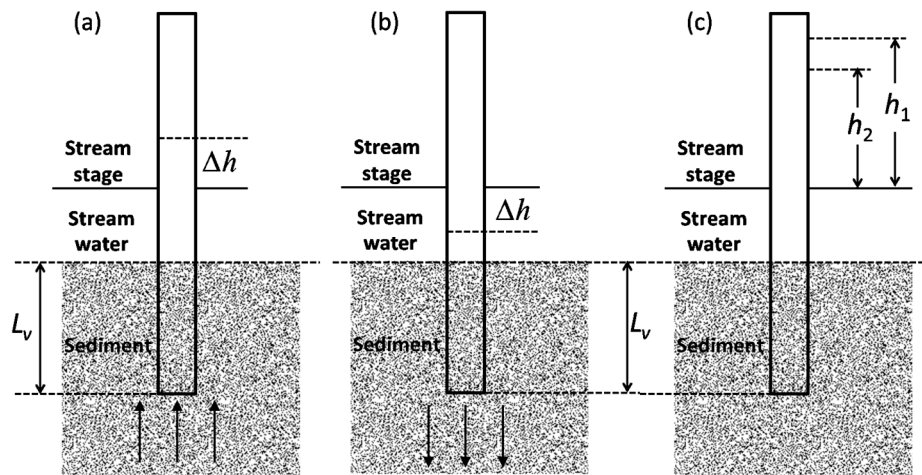 (a)
Stream
stage
Δh
Stream
water
Lv
Sediment
(b)
Stream
stage
Δh
Stream
water
Lv
Sediment
(c)
h1
h2
Stream
stage
Stream
water
Sediment